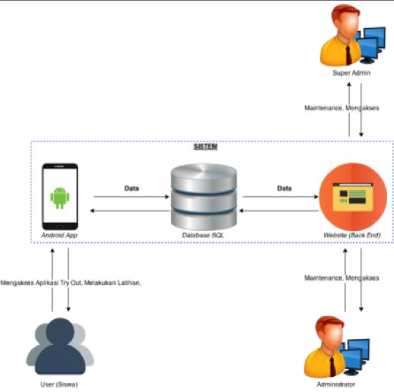 Super Admin
Maintenance, Mengakses
SISTEM
Data
Data
Android App
Database SQL
Website (Back End)
Mengakses Aplikasi Try Out, Melakukan Latihan,
Maintenance, Mengakses
User (Siswa)
Administrator